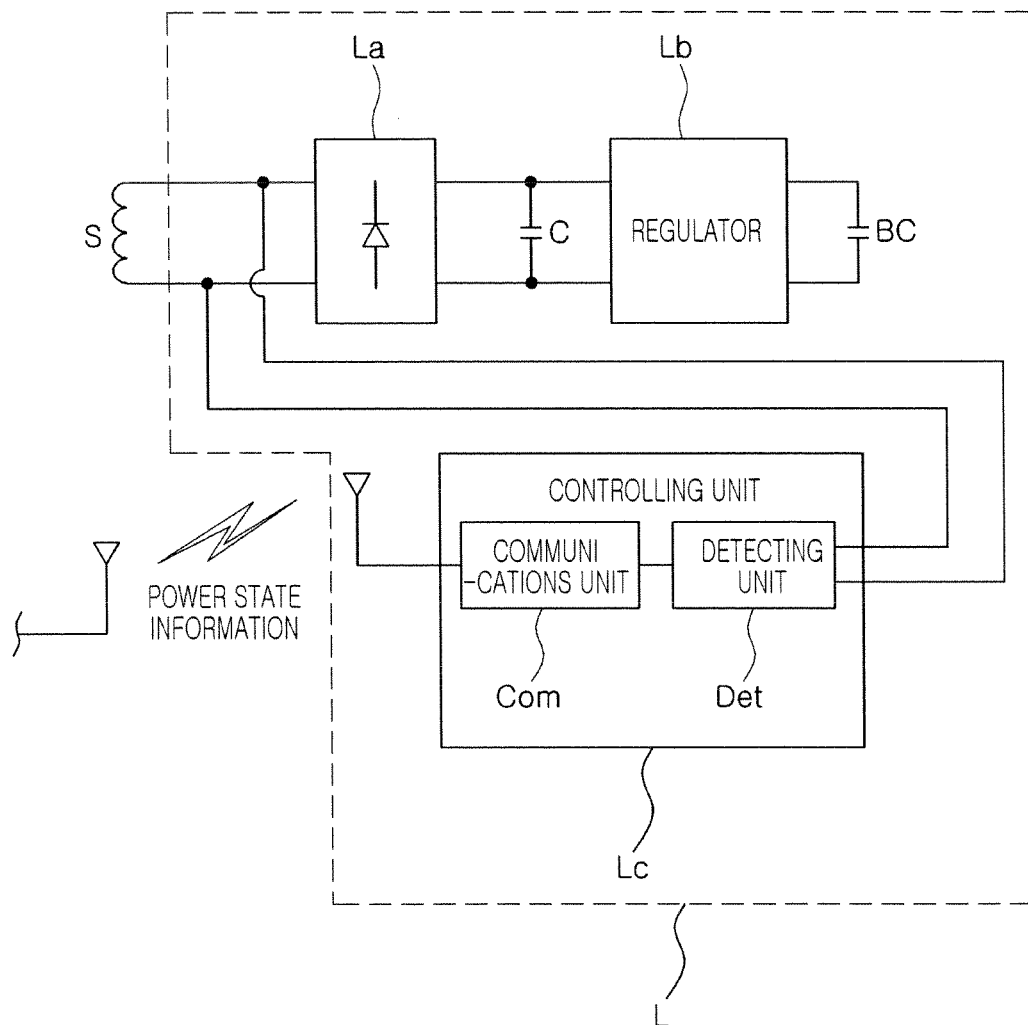 La
Lb
S
C
REGULATOR
BC
CONTROLLING UNIT
COMMUNI
-CATIONS UNIT
DETECTING
UNIT
POWER STATE
INFORMATION
Com
Det
Lc
L